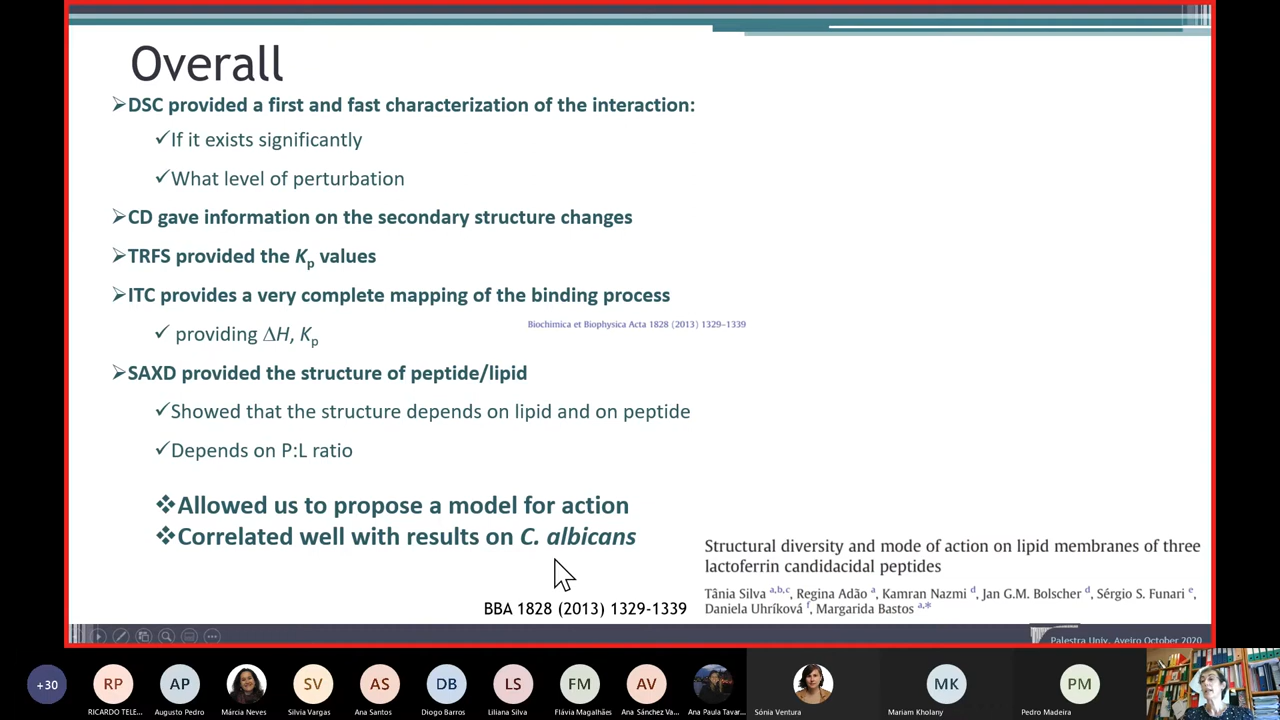 Overall
➢DSC provided a first and fast characterization of the interaction:
✓If it exists significantly
✓What level of perturbation
➢CD gave information on the secondary structure changes
➢TRFS provided the Kp values
➢ITC provides a very complete mapping of the binding process
Biochimica et Biophysica Acta 1828 (2013) 1329–1339
✓ providing ΔH, Kp
➢SAXD provided the structure of peptide/lipid
✓Showed that the structure depends on lipid and on peptide
✓Depends on P:L ratio
❖Allowed us to propose a model for action
❖Correlated well with results on C. albicans
Structural diversity and mode of action on lipid membranes of three
lactoferrin candidacidal peptides
Tânia Silva a,b,c, Regina Adão a, Kamran Nazmi d, Jan G.M. Bolscher d, Sérgio S. Funari e,
Daniela Uhríková f, Margarida Bastos a,*
BBA 1828 (2013) 1329-1339
Palestra Univ. Aveiro October 2020
+30
RP
AP
SV
AS
DB
LS
FM
AV
MK
PM
RICARDO TELE...
Augusto Pedro
Márcia Neves
Silvia Vargas
Ana Santos
Diogo Barros
Liliana Silva
Flávia Magalhães
Ana Sánchez Va...
Ana Paula Tavar...
Sónia Ventura
Mariam Kholany
Pedro Madeira